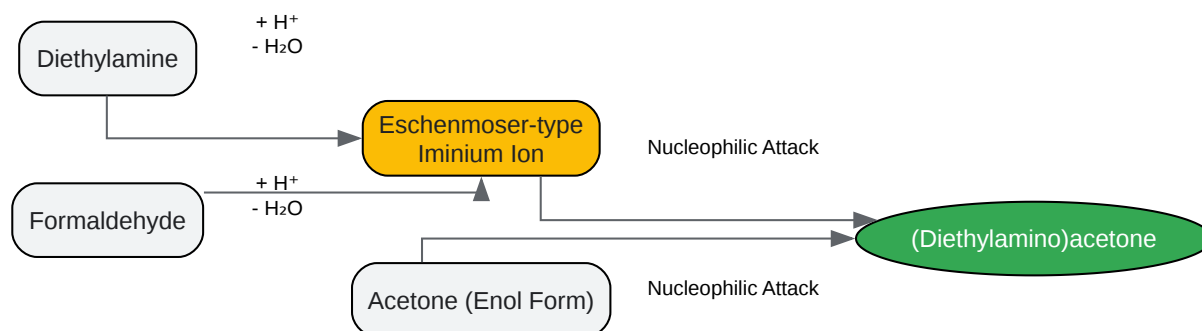 + H⁺
- H₂O
Diethylamine
Eschenmoser-type
Iminium Ion
Nucleophilic Attack
+ H⁺
- H₂O
Formaldehyde
(Diethylamino)acetone
Acetone (Enol Form)
Nucleophilic Attack